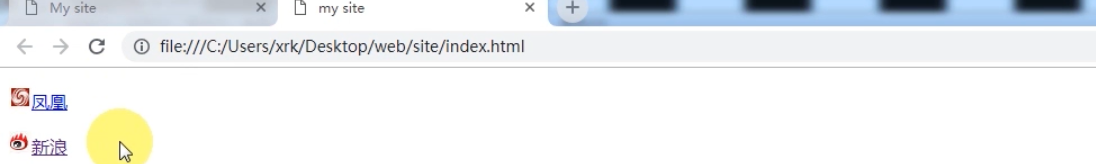 My site
my site
file:///C:/Users/xrk/Desktop/web/site/index.html
凤凰
新浪